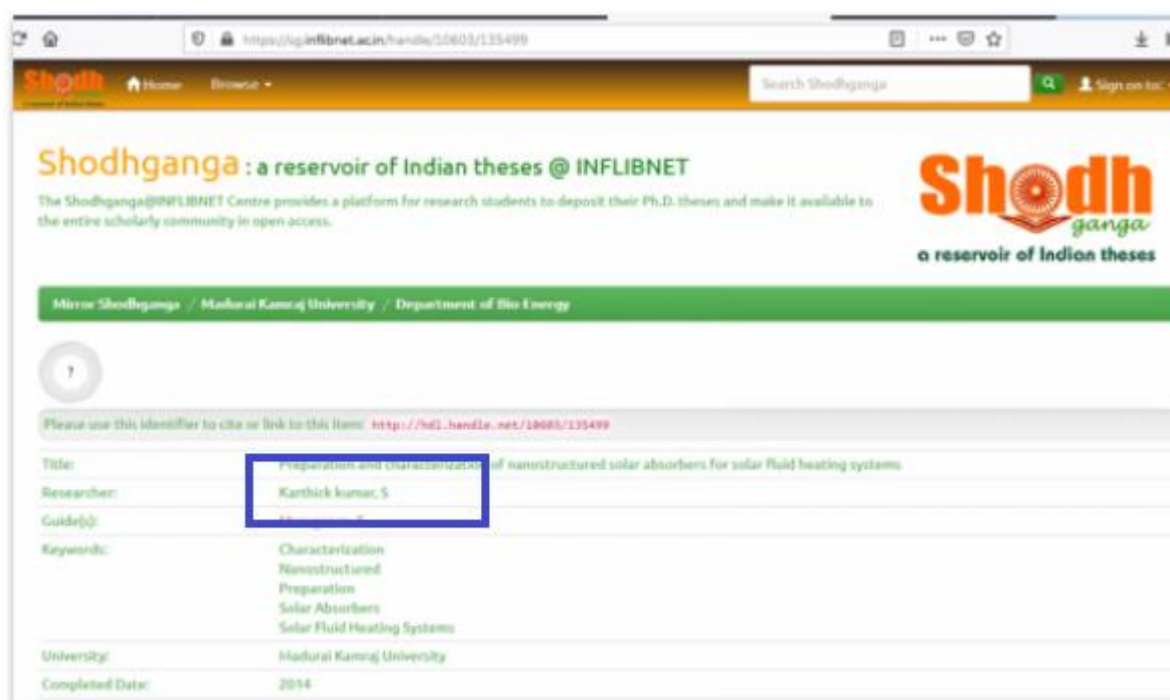 https://sg.inflibnet.ac.in/handle/10603/135499
Shodh Home Browse Search Shodhganga Sign on to:
Shodhganga : a reservoir of Indian theses @ INFLIBNET
The Shodhganga@INFLIBNET Centre provides a platform for research students to deposit their Ph.D. theses and make it available to
the entire scholarly community in open access.
Shodh
ganga
a reservoir of Indian theses
Mirror Shodhganga / Madurai Kamraj University / Department of Bio Energy
?
Please use this identifier to cite or link to this item: http://hdl.handle.net/10603/135499
Title: Preparation and characterization of nanostructured solar absorbers for solar fluid heating systems
Researcher: Karthick kumar, S
Guide(s):
Keywords: Characterization
Nanostructured
Preparation
Solar Absorbers
Solar Fluid Heating Systems
University: Madurai Kamraj University
Completed Date: 2014